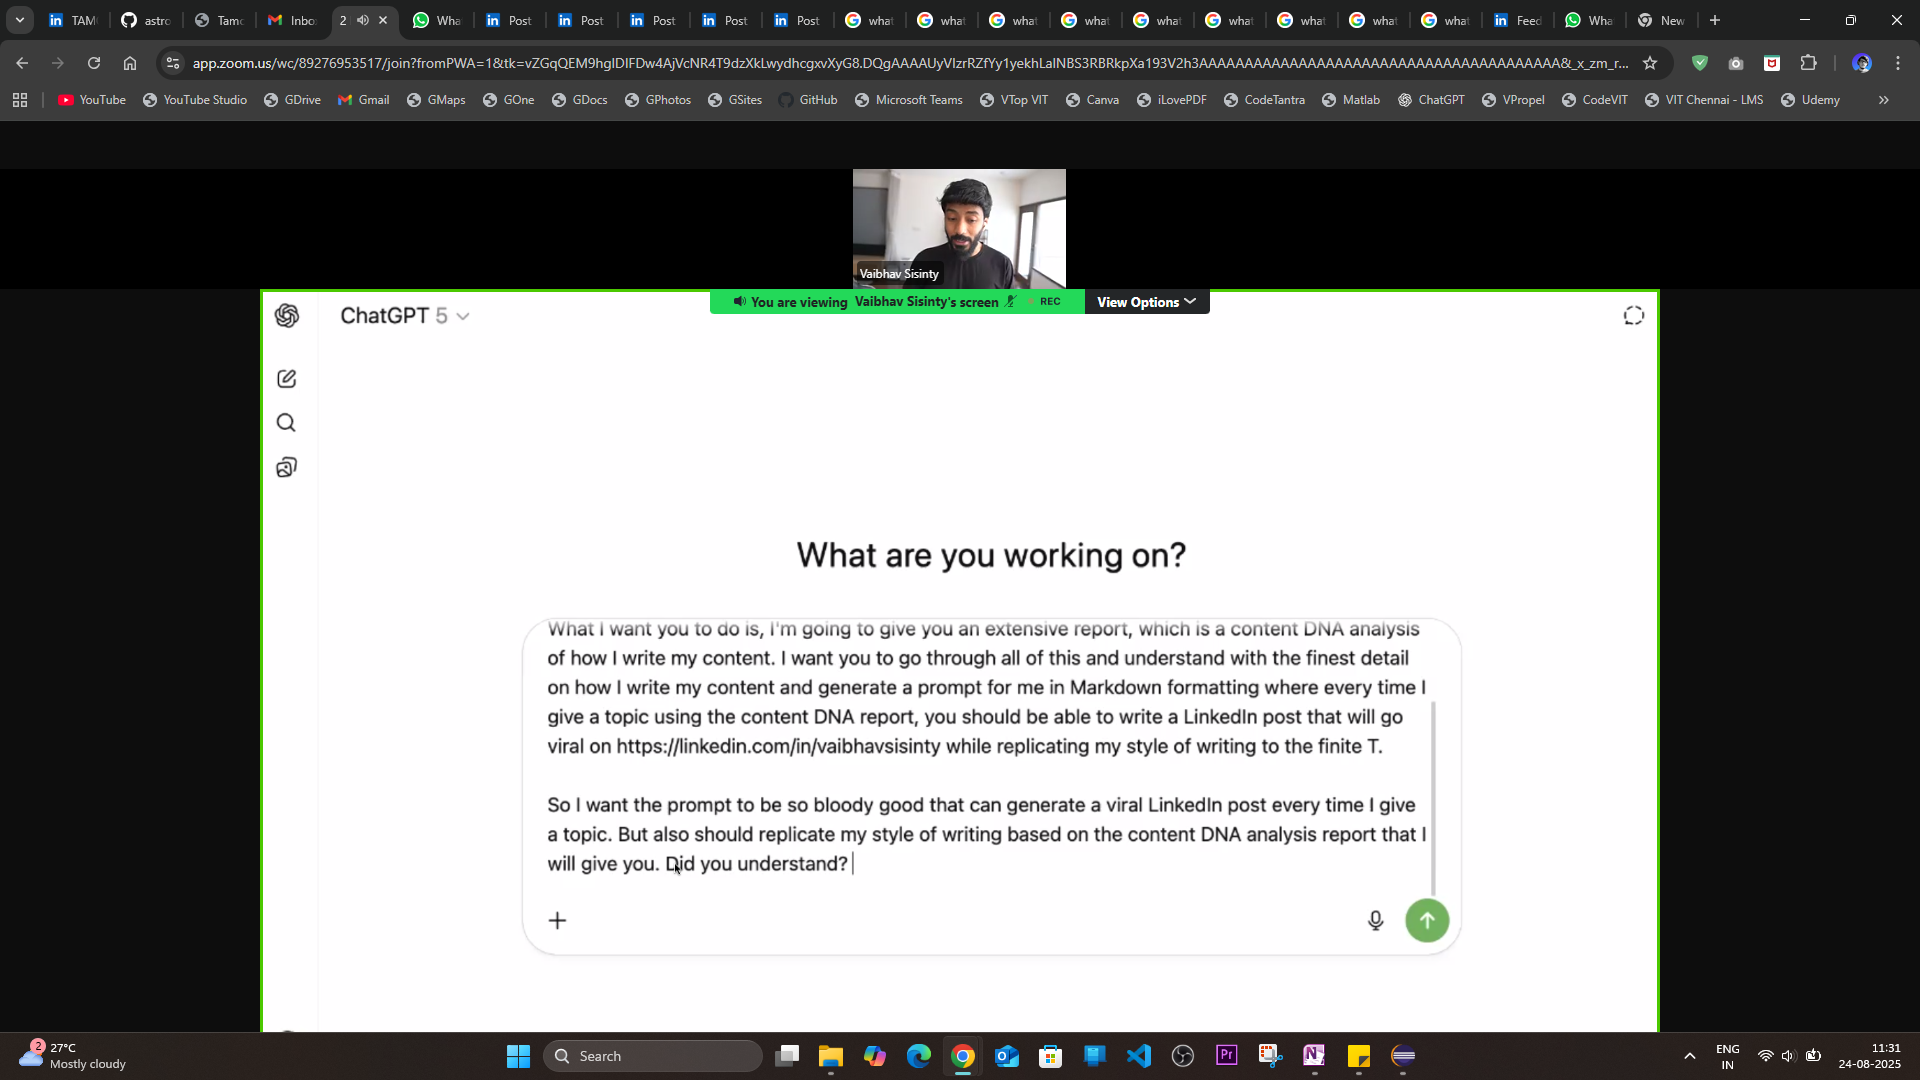 TAM
astro
Tamo
Inbo
2
Wha
Post
Post
Post
Post
Post
what
what
what
what
what
what
what
what
what
Feed
Wha
New
app.zoom.us/wc/89276953517/join?fromPWA=1&tk=
YouTube
YouTube Studio
GDrive
Gmail
GMaps
GOne
GDocs
GPhotos
GSites
GitHub
Microsoft Teams
VTop VIT
Canva
iLovePDF
CodeTantra
Matlab
ChatGPT
VPropel
CodeVIT
VIT Chennai - LMS
Udemy
Vaibhav Sisinty
You are viewing Vaibhav Sisinty's screen REC View Options
ChatGPT 5
What are you working on?
What I want you to do is, I'm going to give you an extensive report, which is a content DNA analysis
of how I write my content. I want you to go through all of this and understand with the finest detail
on how I write my content and generate a prompt for me in Markdown formatting where every time I
give a topic using the content DNA report, you should be able to write a LinkedIn post that will go
viral on https://linkedin.com/in/vaibhavsisinty while replicating my style of writing to the finite T.
So I want the prompt to be so bloody good that can generate a viral LinkedIn post every time I give
a topic. But also should replicate my style of writing based on the content DNA analysis report that I
will give you. Did you understand?
2
27°C
Mostly cloudy
Search
ENG
IN
11:31
24-08-2025